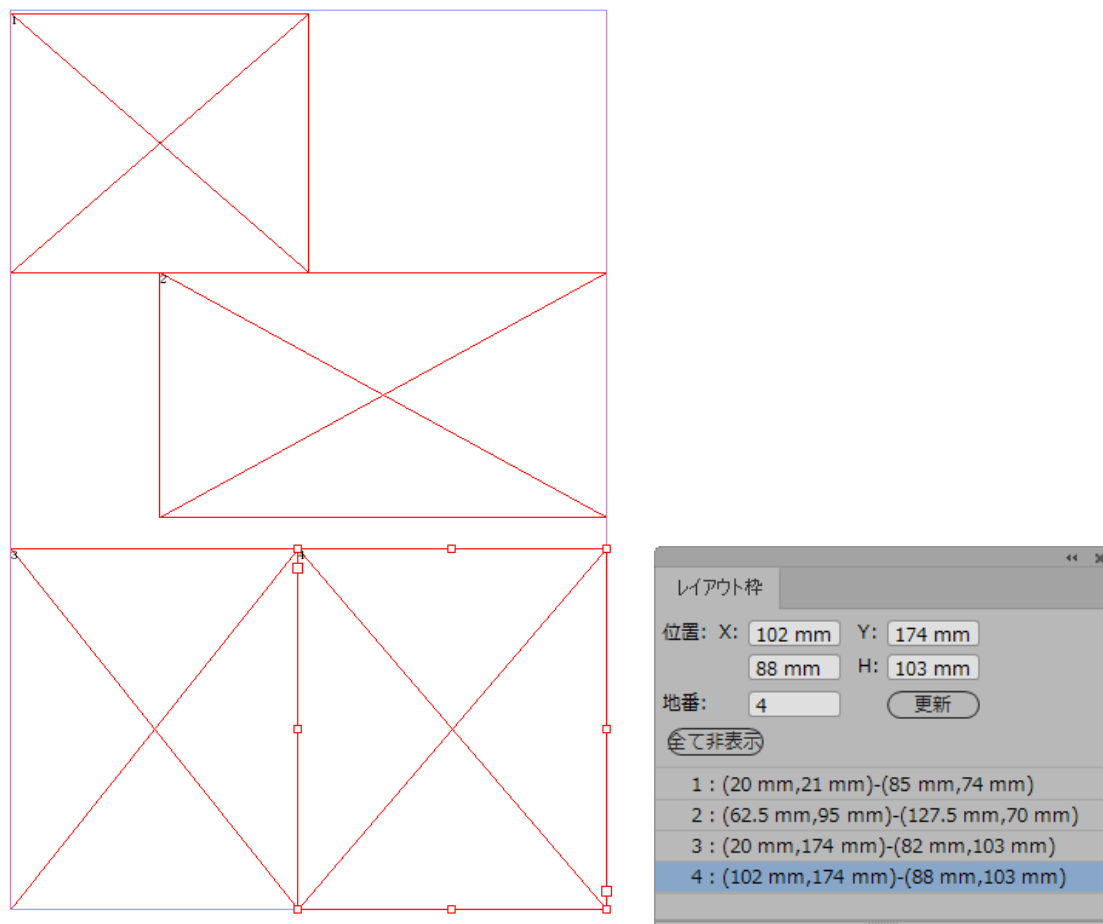 1
2
3
4
レイアウト枠
位置: X: 102 mm Y: 174 mm
88 mm H: 103 mm
地番: 4 更新
全て非表示
1 : (20 mm,21 mm)-(85 mm,74 mm)
2 : (62.5 mm,95 mm)-(127.5 mm,70 mm)
3 : (20 mm,174 mm)-(82 mm,103 mm)
4 : (102 mm,174 mm)-(88 mm,103 mm)